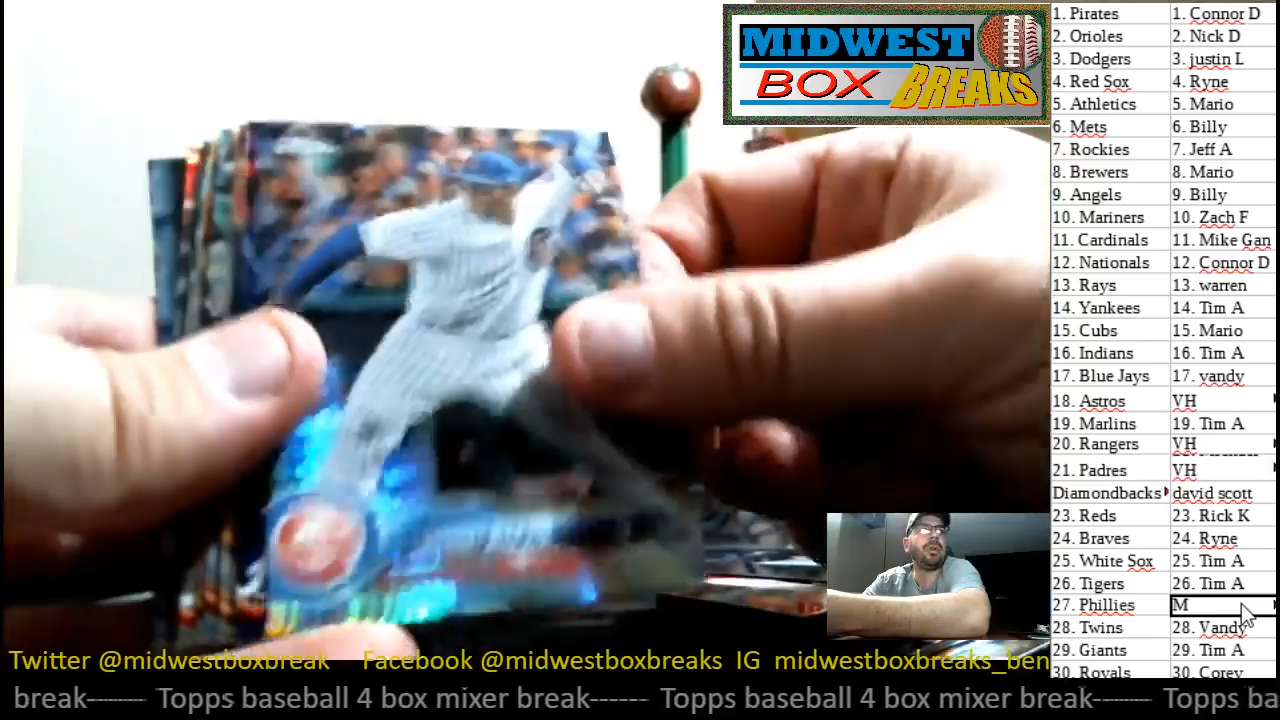 MIDWEST
BOX BREAKS
1. Pirates 1. Connor D
2. Orioles 2. Nick D
3. Dodgers 3. justin L
4. Red Sox 4. Ryne
5. Athletics 5. Mario
6. Mets 6. Billy
7. Rockies 7. Jeff A
8. Brewers 8. Mario
9. Angels 9. Billy
10. Mariners 10. Zach F
11. Cardinals 11. Mike Gan
12. Nationals 12. Connor D
13. Rays 13. warren
14. Yankees 14. Tim A
15. Cubs 15. Mario
16. Indians 16. Tim A
17. Blue Jays 17. vandy
18. Astros VH
19. Marlins 19. Tim A
20. Rangers VH
21. Padres VH
Diamondbacks david scott
23. Reds 23. Rick K
24. Braves 24. Ryne
25. White Sox 25. Tim A
26. Tigers 26. Tim A
27. Phillies M
28. Twins 28. Vandy
29. Giants 29. Tim A
30. Royals 30. Corey
Twitter @midwestboxbreak Facebook @midwestboxbreaks IG midwestboxbreaks_ben
break------- Topps baseball 4 box mixer break------ Topps baseball 4 box mixer break------- Topps ba